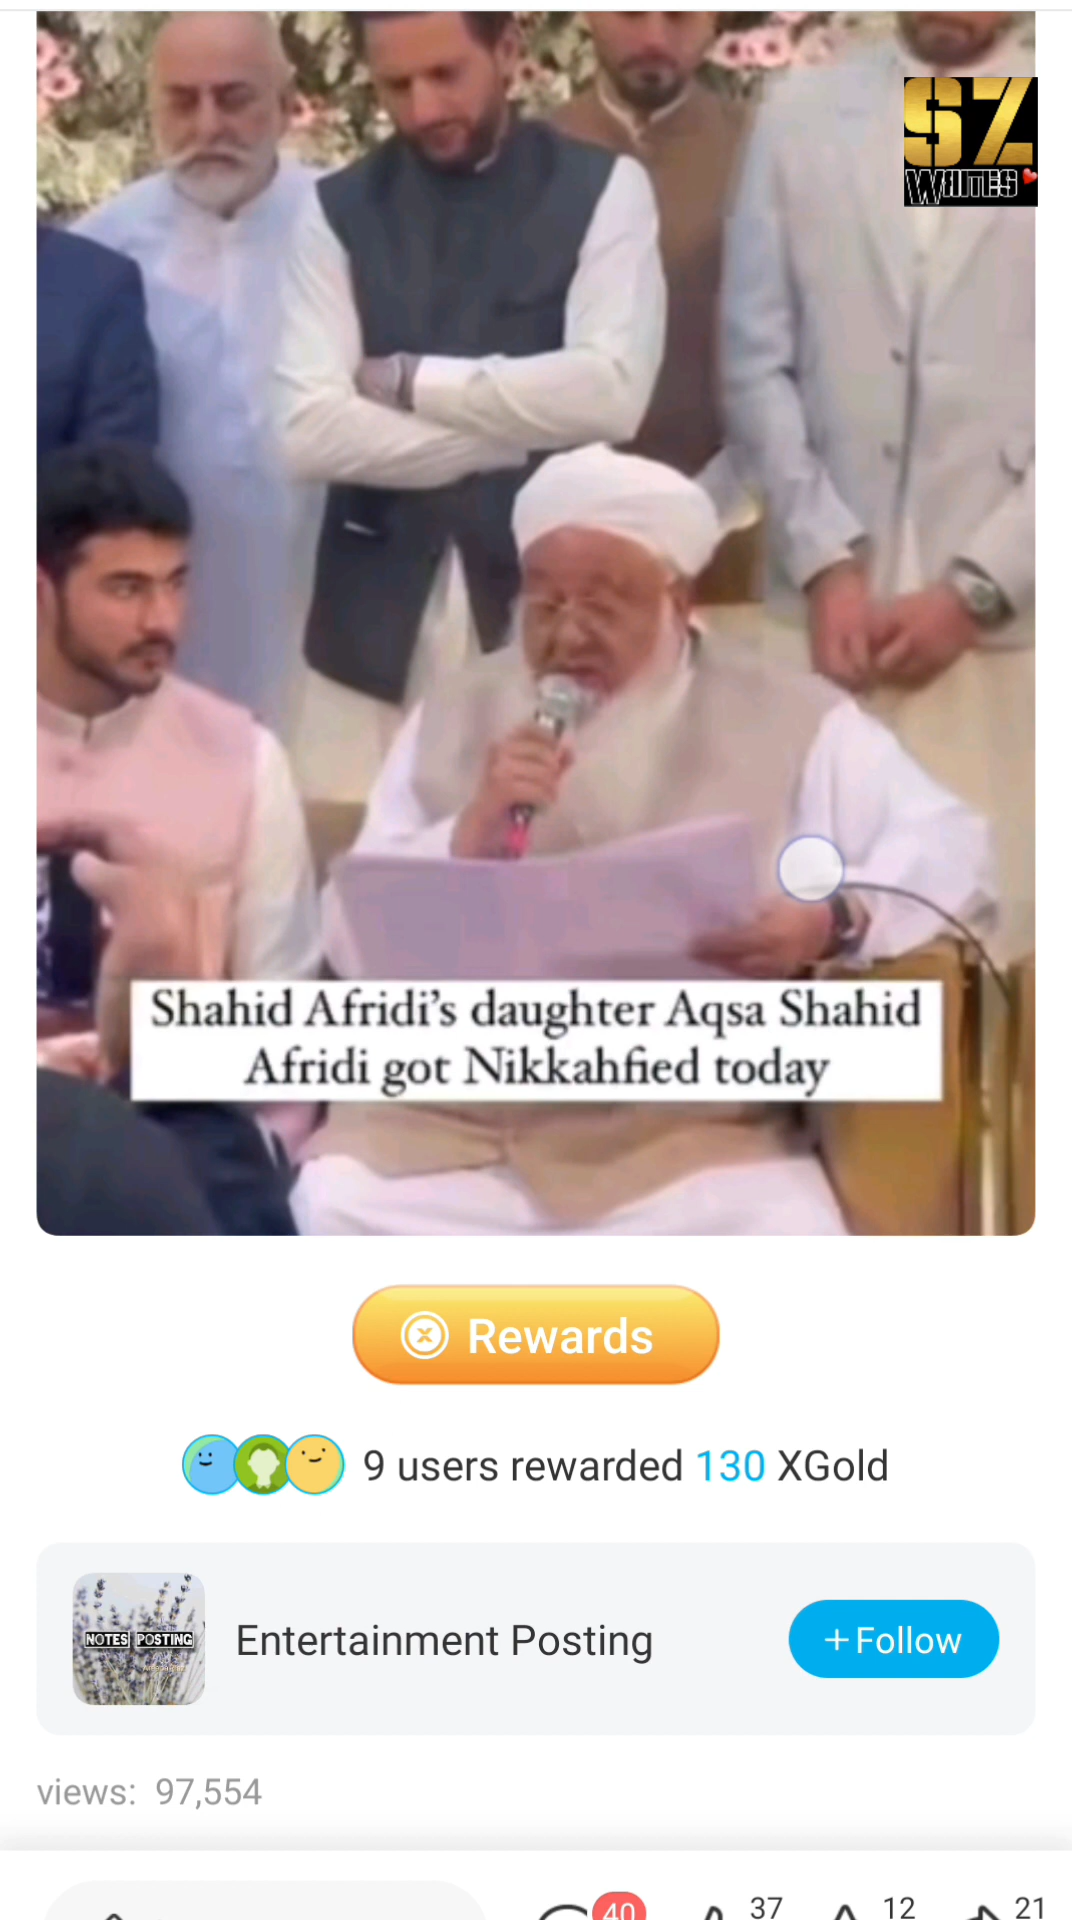 SZ
WRITES
Shahid Afridi's daughter Aqsa Shahid
Afridi got Nikkahfied today
Rewards
9 users rewarded 130 XGold
NOTES POSTING
Entertainment Posting
+ Follow
views: 97,554
40 37 12 21